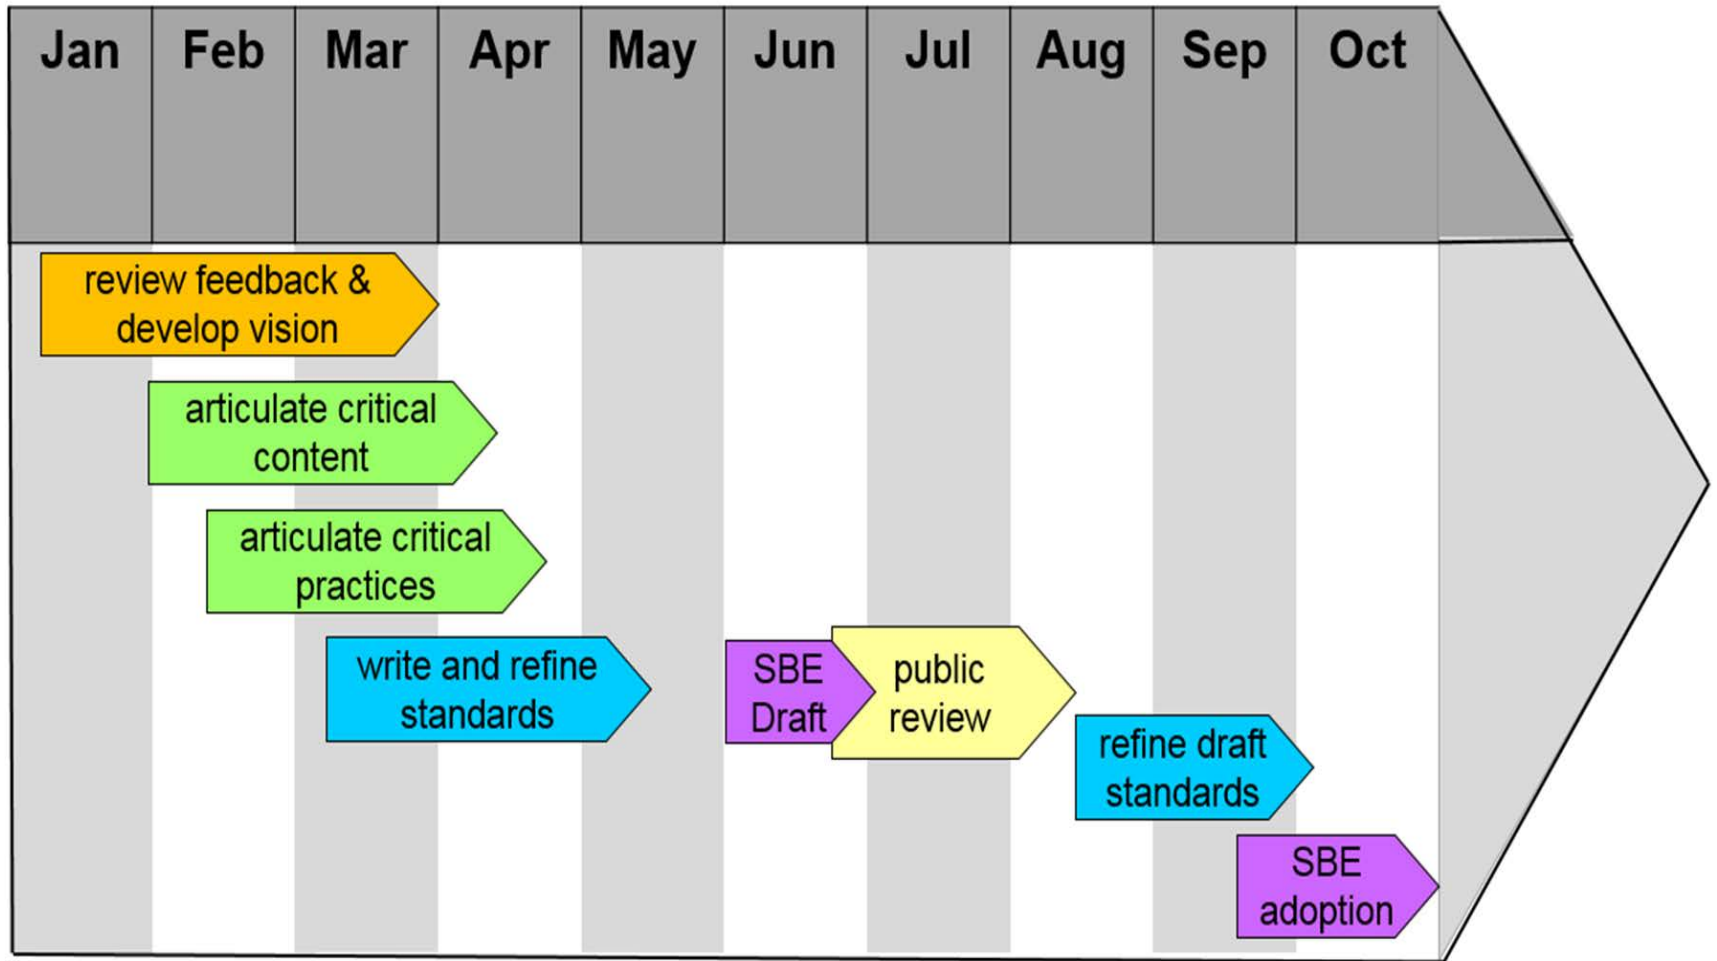 Jan Feb Mar Apr May Jun Jul Aug Sep Oct
review feedback &
develop vision
articulate critical
content
articulate critical
practices
write and refine
standards
SBE
Draft
public
review
refine draft
standards
SBE
adoption